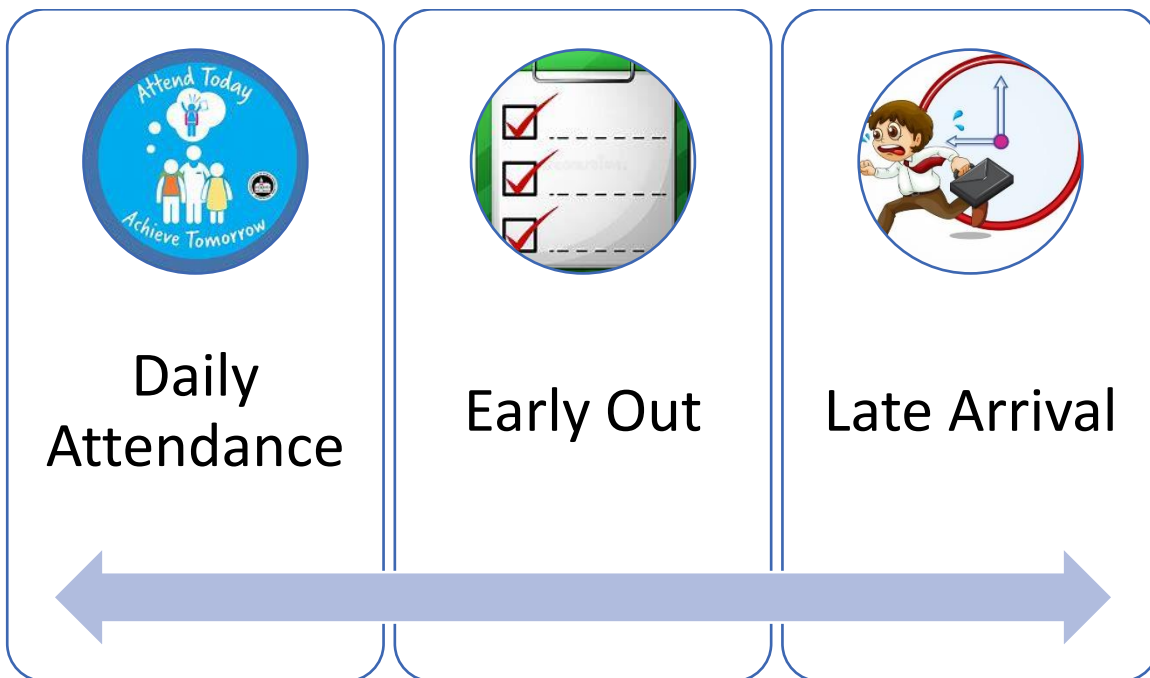 Attend Today
Achieve Tomorrow
Daily
Attendance
Early Out
Late Arrival